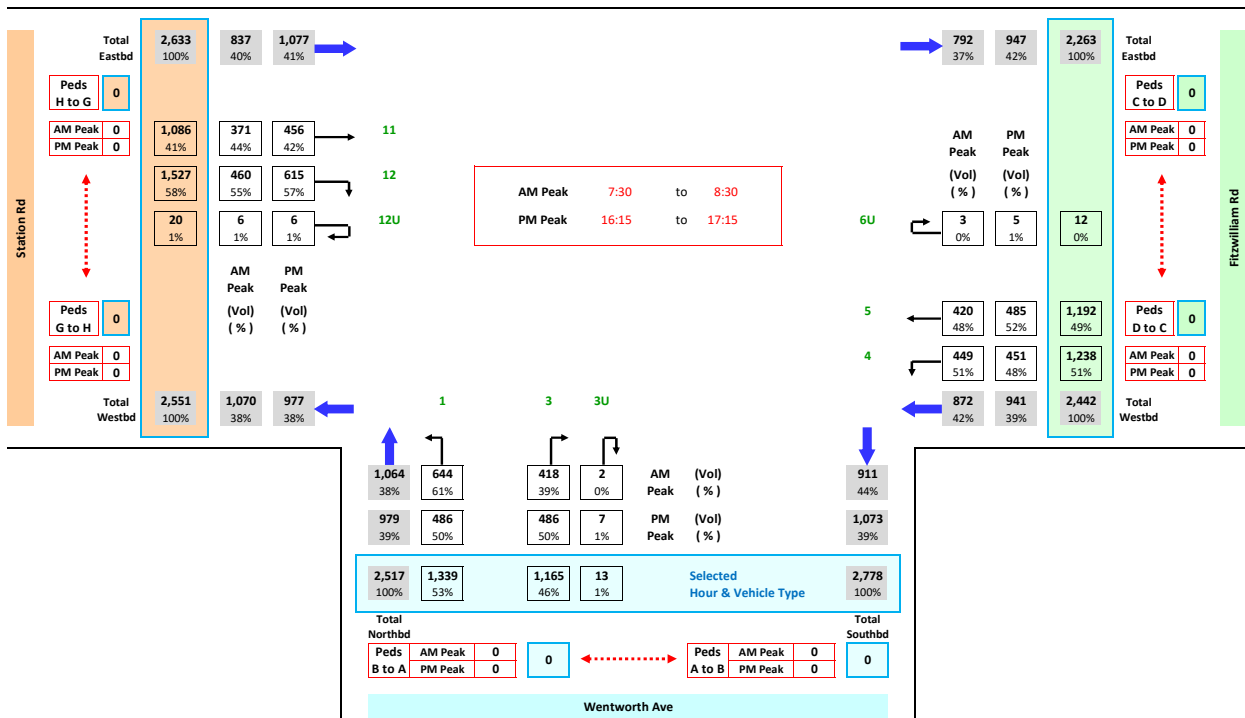 Total Eastbd 2,633 837 1,077 792 947 2,263 Total Eastbd
100% 40% 41% 37% 42% 100%
Peds H to G 0
Peds C to D 0
AM Peak 0
PM Peak 0
1,086 371 456 11
41% 44% 42%
1,527 460 615 12
58% 55% 57%
20 6 6 12U
1% 1% 1%
AM Peak PM Peak
(Vol) (Vol)
( % ) ( % )
Station Rd
Peds G to H 0
AM Peak 0
PM Peak 0
Total Westbd 2,551 1,070 977
100% 38% 38%
AM Peak 7:30 to 8:30
PM Peak 16:15 to 17:15
AM Peak PM Peak
(Vol) (Vol)
( % ) ( % )
AM Peak 0
PM Peak 0
6U 3 5 12
0% 1% 0%
Fitzwilliam Rd
5 420 485 1,192
48% 52% 49%
Peds D to C 0
4 449 451 1,238
51% 48% 51%
AM Peak 0
PM Peak 0
872 941 2,442 Total Westbd
42% 39% 100%
1 3 3U
1,064 644 418 2 AM Peak (Vol) 911
38% 61% 39% 0% ( % ) 44%
979 486 486 7 PM Peak (Vol) 1,073
39% 50% 50% 1% ( % ) 39%
2,517 1,339 1,165 13 Selected 2,778
100% 53% 46% 1% Hour & Vehicle Type 100%
Total Northbd
Total Southbd
Peds B to A AM Peak 0 0
PM Peak 0
Peds A to B AM Peak 0 0
PM Peak 0
Wentworth Ave